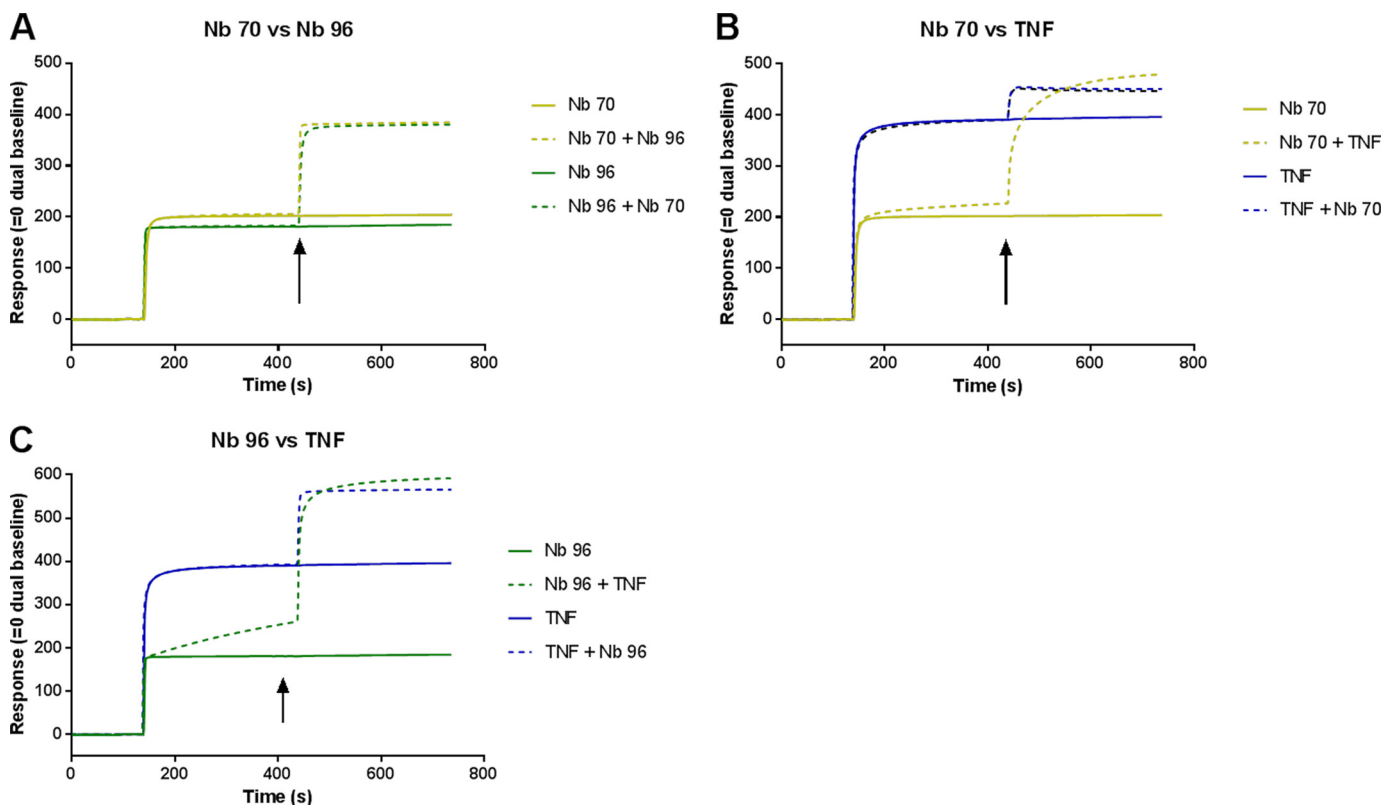 A
Nb 70 vs Nb 96
Response (=0 dual baseline)
500
400
300
200
100
0
0
200
400
600
800
Time (s)
Nb 70
Nb 70 + Nb 96
Nb 96
Nb 96 + Nb 70
B
Nb 70 vs TNF
Response (=0 dual baseline)
500
400
300
200
100
0
0
200
400
600
800
Time (s)
Nb 70
Nb 70 + TNF
TNF
TNF + Nb 70
C
Nb 96 vs TNF
Response (=0 dual baseline)
600
500
400
300
200
100
0
0
200
400
600
800
Time (s)
Nb 96
Nb 96 + TNF
TNF
TNF + Nb 96